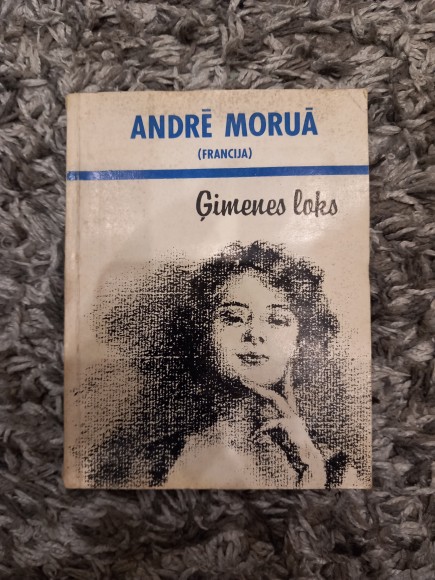 ANDRĒ MORUĀ
(FRANCIJA)
Ģimenes loks